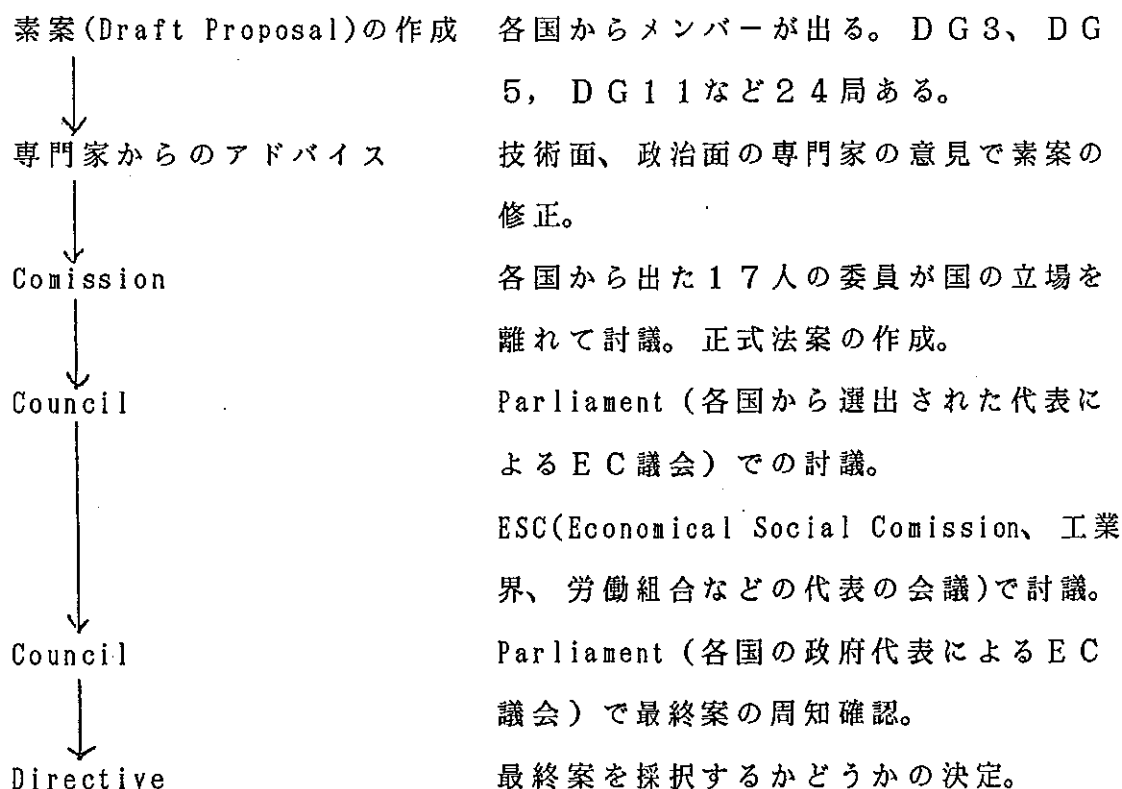 素案(Draft Proposal)の作成　各国からメンバーが出る。ＤＧ３、ＤＧ
５，ＤＧ１１など２４局ある。
専門家からのアドバイス　技術面、政治面の専門家の意見で素案の
修正。
Comission　各国から出た１７人の委員が国の立場を
離れて討議。正式法案の作成。
Council　Parliament (各国から選出された代表に
よるＥＣ議会) での討議。
ESC(Economical Social Comission、工業
界、労働組合などの代表の会議)で討議。
Council　Parliament (各国の政府代表によるＥＣ
議会) で最終案の周知確認。
Directive　最終案を採択するかどうかの決定。